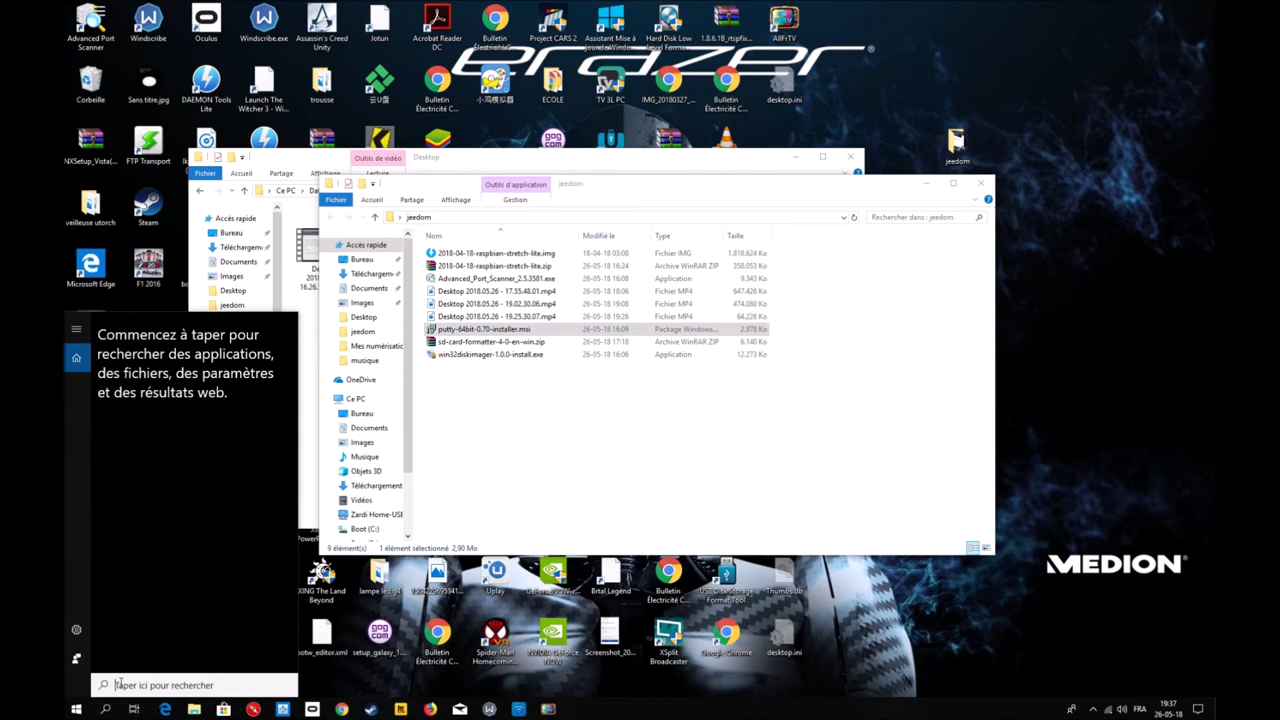 Advanced Port
Scanner
Windscribe
Oculus
Windscribe.exe
Assassin's Creed
Unity
Jotun
Acrobat Reader
DC
Bulletin
Électricité C...
Project CARS 2
Assistant Mise à
jour de Windo...
Hard Disk Low
Level Forma...
1.8.6.1B_rtspfix...
AllFrTV
erazer®
Corbeille
Sans titre.jpg
DAEMON Tools
Lite
Launch The
Witcher 3 - Wi...
trousse
云U盘
Bulletin
Électricité C...
小鸡模拟器
ECOLE
TV 3L PC
IMG_20180327_...
Bulletin
Électricité C...
desktop.ini
NXSetup_Vista(...
FTP Transport
jeedom
Outils de vidéo
Desktop
Fichier
Accueil
Partage
Affichage
Lecture
Ce PC
Accès rapide
Bureau
Téléchargem
Documents
Images
Desktop
jeedom
veilleuse utorch
Steam
Microsoft Edge
F1 2016
Outils d'application
jeedom
Fichier
Accueil
Partage
Affichage
Gestion
jeedom
Rechercher dans : jeedom
Nom
Modifié le
Type
Taille
2018-04-18-raspbian-stretch-lite.img 18-04-18 03:08 Fichier IMG 1.818.624 Ko
2018-04-18-raspbian-stretch-lite.zip 26-05-18 16:24 Archive WinRAR ZIP 358.053 Ko
Advanced_Port_Scanner_2.5.3581.exe 26-05-18 16:08 Application 9.343 Ko
Desktop 2018.05.26 - 17.55.48.01.mp4 26-05-18 18:06 Fichier MP4 647.426 Ko
Desktop 2018.05.26 - 19.02.30.06.mp4 26-05-18 19:08 Fichier MP4 474.080 Ko
Desktop 2018.05.26 - 19.25.30.07.mp4 26-05-18 19:26 Fichier MP4 64.226 Ko
putty-64bit-0.70-installer.msi 26-05-18 16:09 Package Windows... 2.978 Ko
sd-card-formatter-4-0-en-win.zip 26-05-18 17:18 Archive WinRAR ZIP 6.140 Ko
win32diskimager-1.0.0-install.exe 26-05-18 16:06 Application 12.273 Ko
Accès rapide
Bureau
Téléchargem
Documents
Images
Desktop
jeedom
Mes numérisatio
musique
OneDrive
Ce PC
Bureau
Documents
Images
Musique
Objets 3D
Téléchargement
Vidéos
Zardi Home-USB
Boot (C:)
9 élément(s)
1 élément sélectionné 2,90 Mo
Commencez à taper pour
rechercher des applications,
des fichiers, des paramètres
et des résultats web.
Taper ici pour rechercher
XING The Land
Beyond
lampe leo.g4
Uplay
Brtal Legend
Bulletin
Électricité C...
USB Disk Storage
Format Tool
Thumbs.db
MEDION®
botw_editor.xml
setup_galaxy_1....
Bulletin
Électricité C...
Spider-Man
Homecomin...
NVIDIA GeForce
NOW
Screenshot_20...
XSplit
Broadcaster
Google Chrome
desktop.ini
FRA
19:37
26-05-18